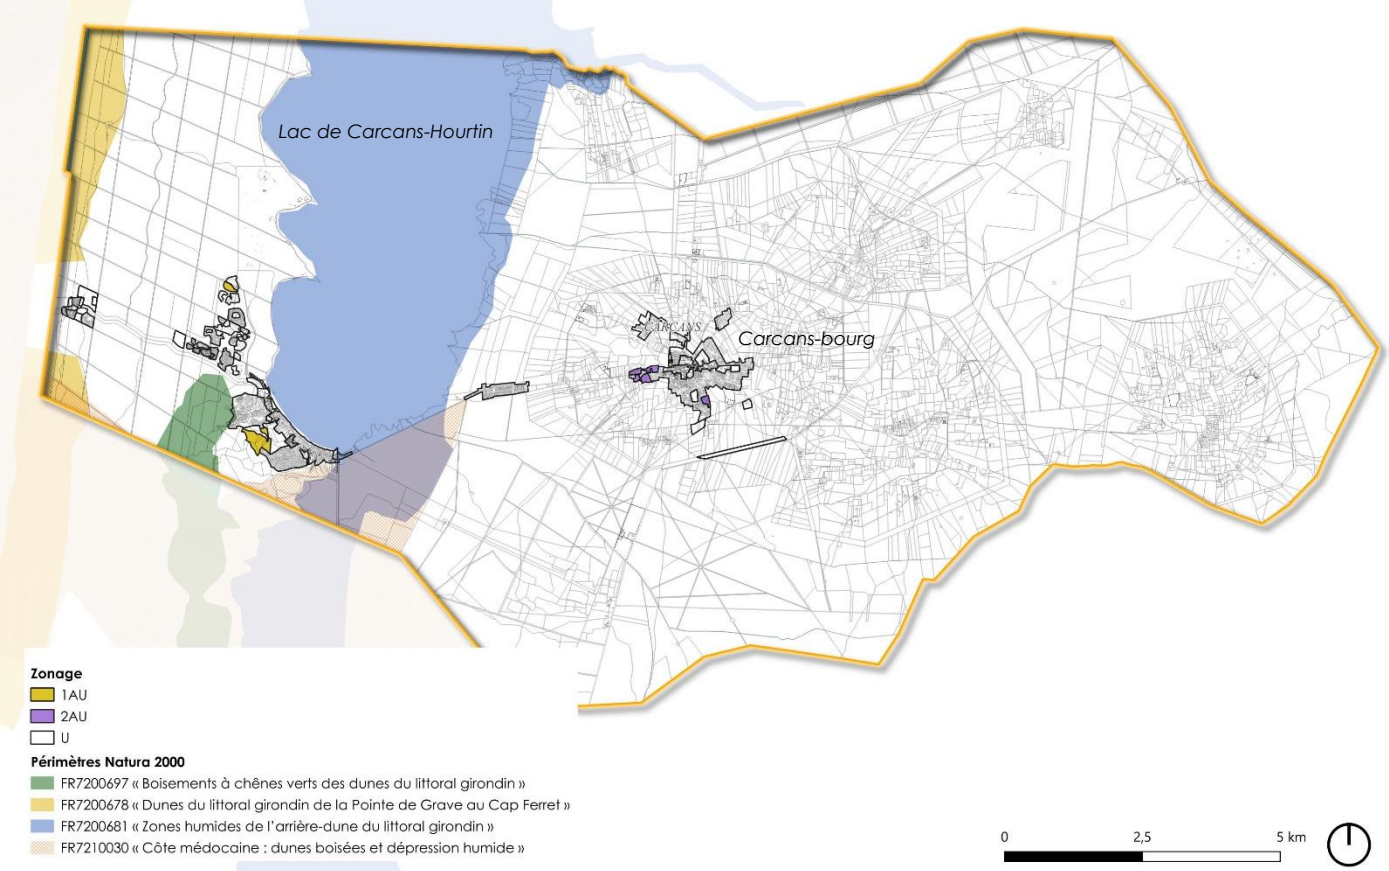 Lac de Carcans-Hourtin
CARCANS
Carcans-bourg
Zonage
1AU
2AU
U
Périmètres Natura 2000
FR7200697 « Boisements à chênes verts des dunes du littoral girondin »
FR7200678 « Dunes du littoral girondin de la Pointe de Grave au Cap Ferret »
FR7200681 « Zones humides de l'arrière-dune du littoral girondin »
FR7210030 « Côte médocaine : dunes boisées et dépression humide »
0 2,5 5 km